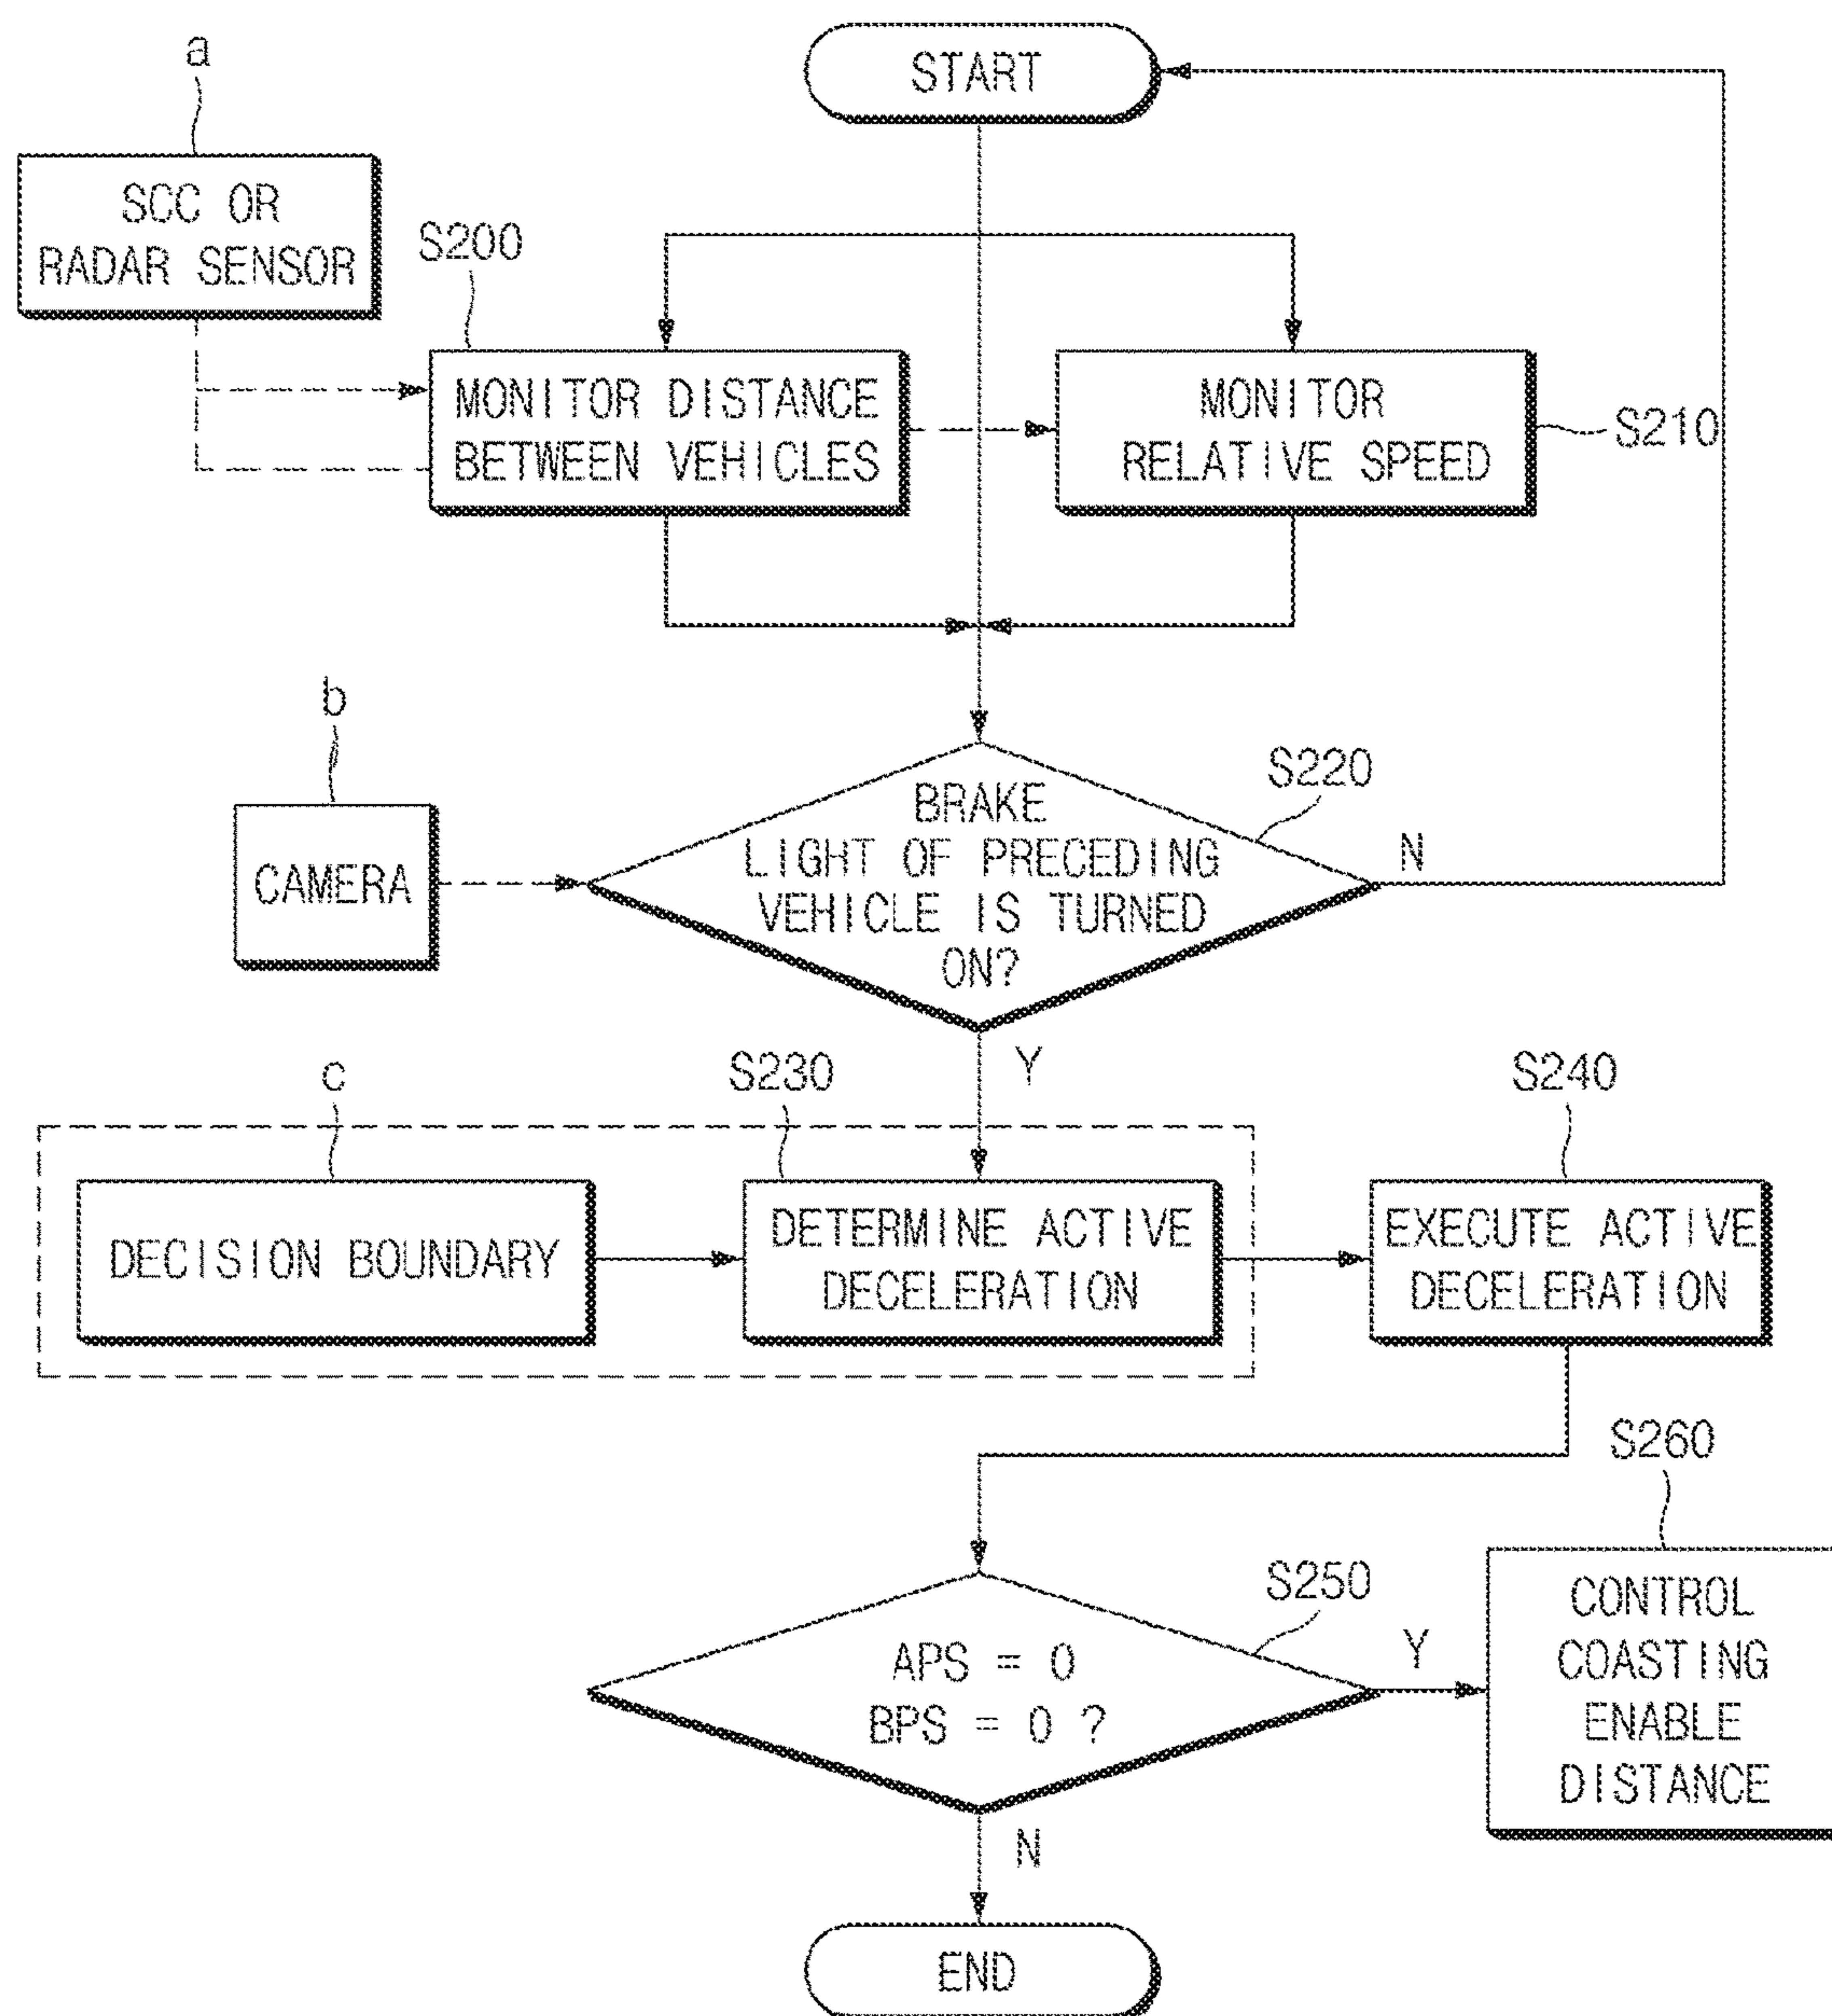 START
a
SCC OR
RADAR SENSOR
S200
MONITOR DISTANCE
BETWEEN VEHICLES
MONITOR
RELATIVE SPEED
S210
b
CAMERA
S220
BRAKE
LIGHT OF PRECEDING
VEHICLE IS TURNED
ON?
N
Y
c
DECISION BOUNDARY
S230
DETERMINE ACTIVE
DECELERATION
S240
EXECUTE ACTIVE
DECELERATION
S250
APS = 0
BPS = 0 ?
Y
S260
CONTROL
COASTING
ENABLE
DISTANCE
N
END